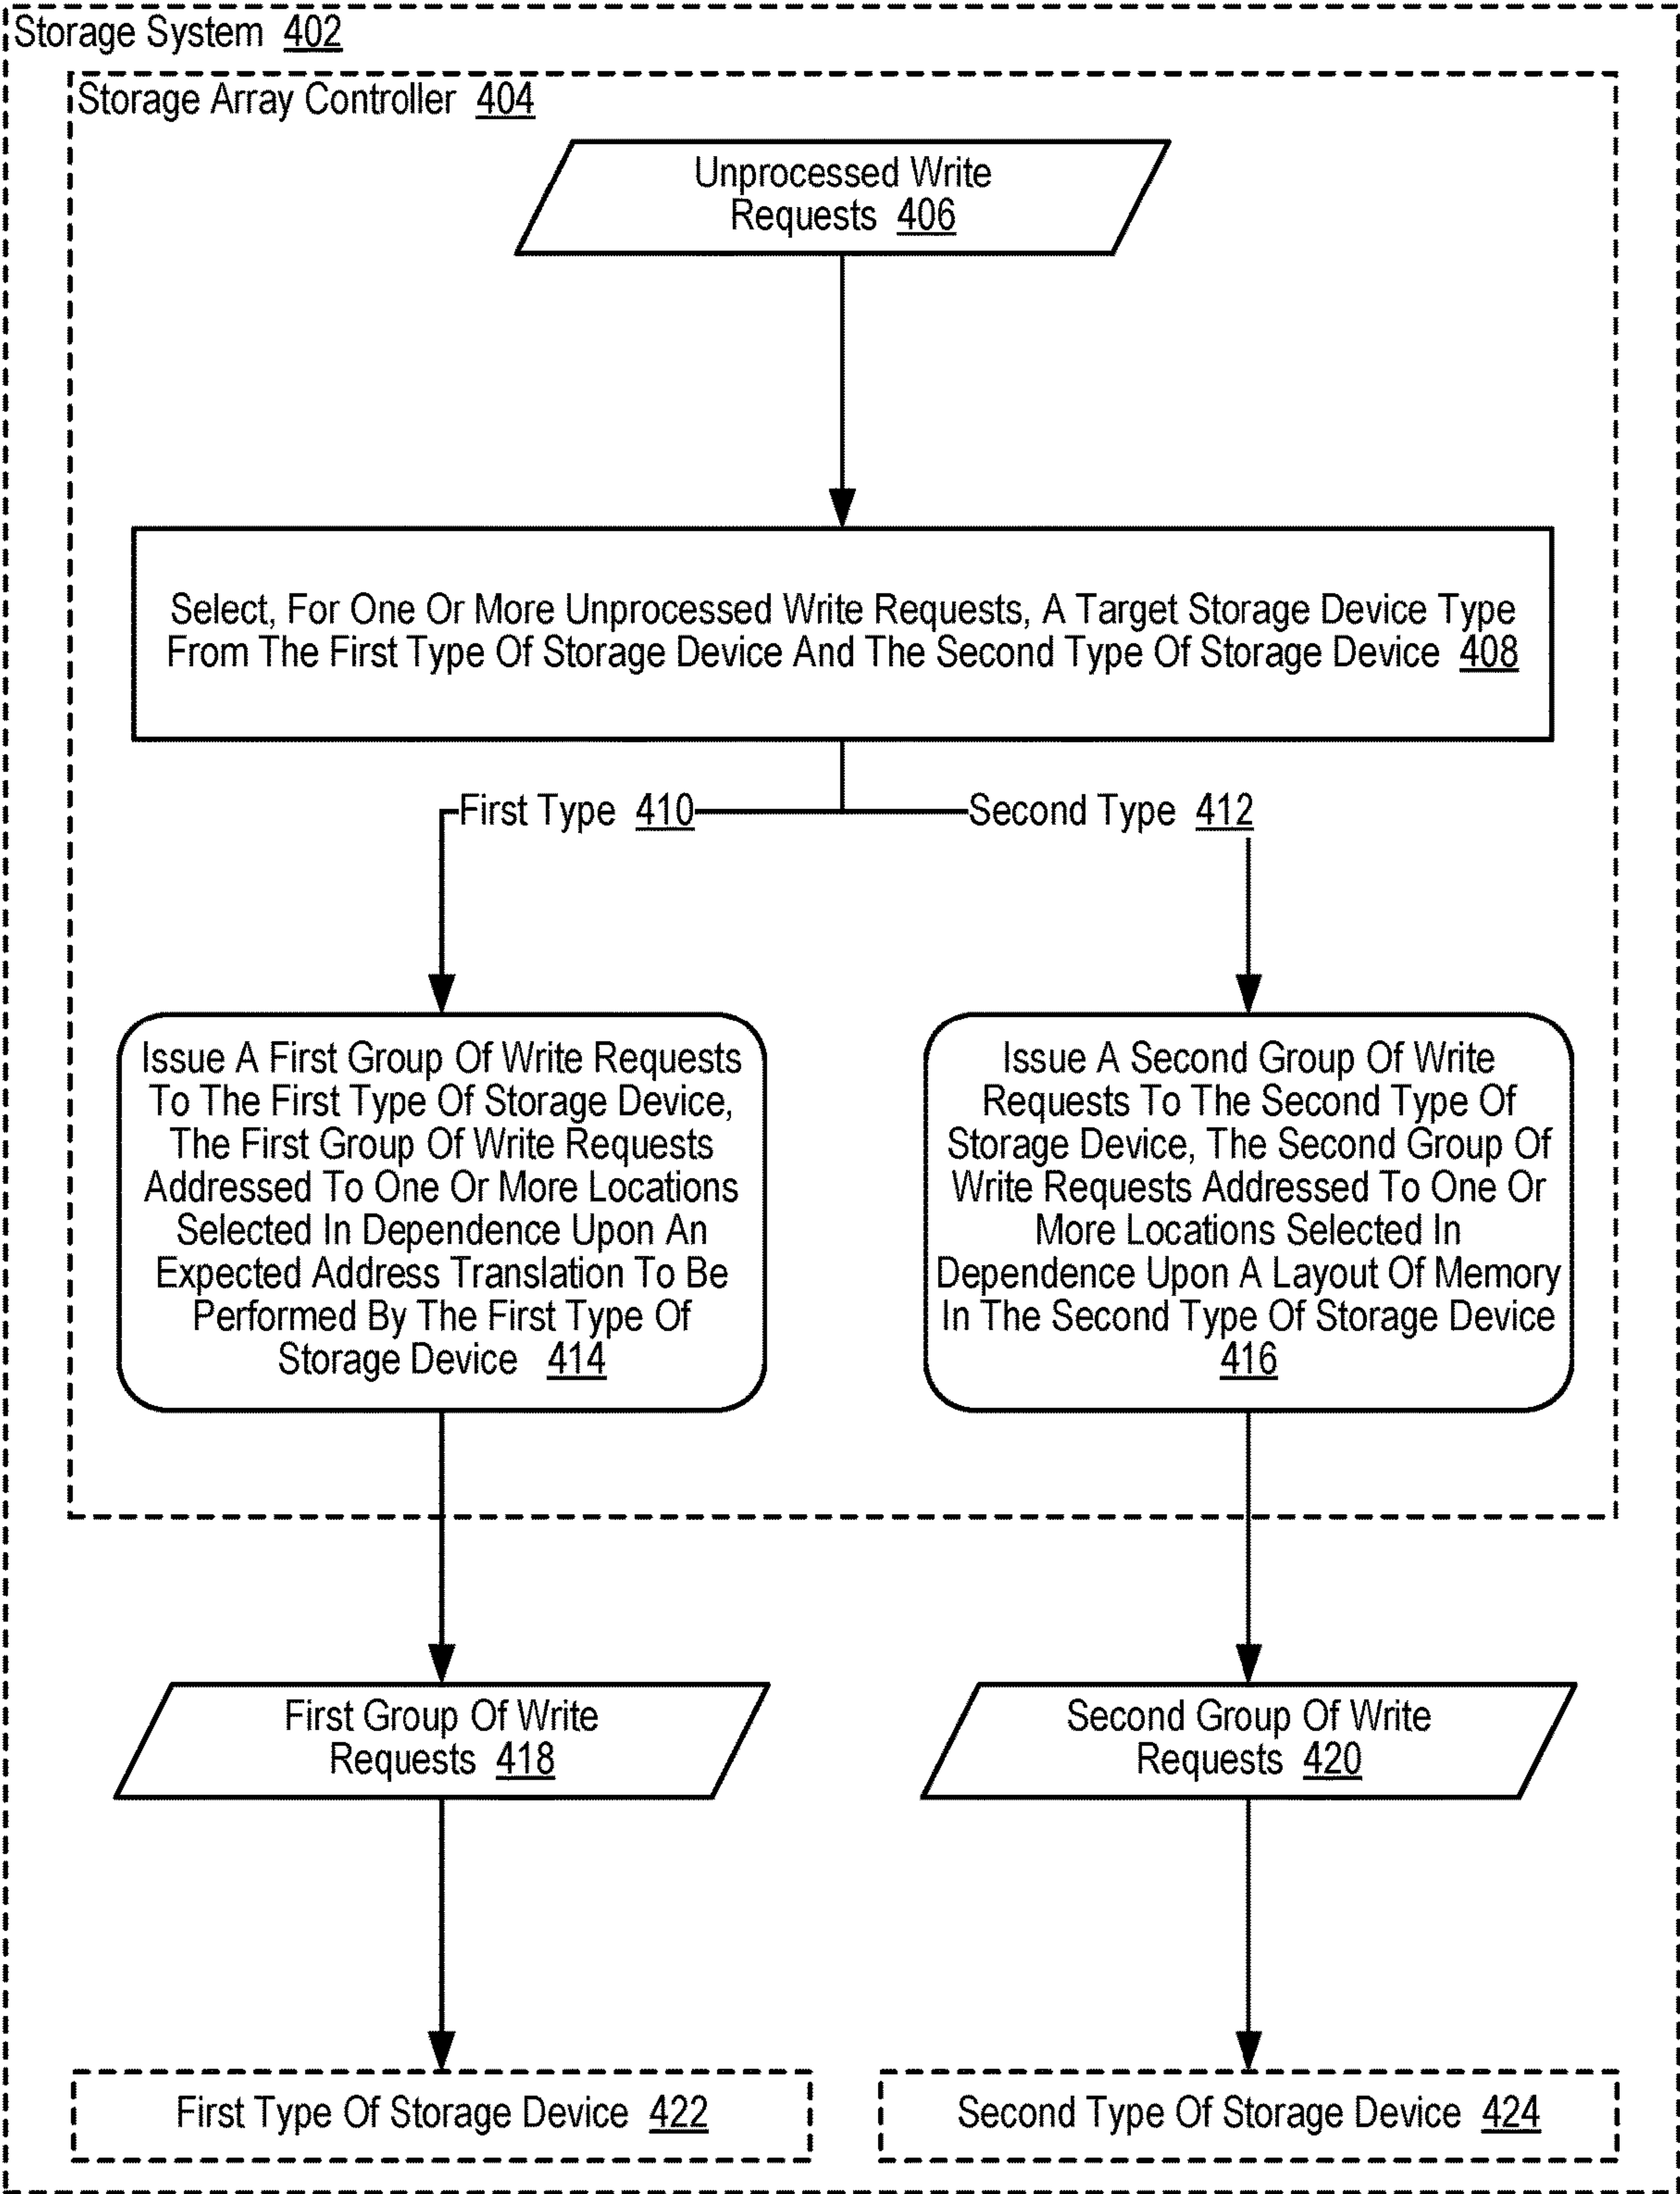 Storage System 402
Storage Array Controller 404
Unprocessed Write
Requests 406
Select, For One Or More Unprocessed Write Requests, A Target Storage Device Type
From The First Type Of Storage Device And The Second Type Of Storage Device 408
First Type 410
Second Type 412
Issue A First Group Of Write Requests
To The First Type Of Storage Device,
The First Group Of Write Requests
Addressed To One Or More Locations
Selected In Dependence Upon An
Expected Address Translation To Be
Performed By The First Type Of
Storage Device 414
Issue A Second Group Of Write
Requests To The Second Type Of
Storage Device, The Second Group Of
Write Requests Addressed To One Or
More Locations Selected In
Dependence Upon A Layout Of Memory
In The Second Type Of Storage Device
416
First Group Of Write
Requests 418
Second Group Of Write
Requests 420
First Type Of Storage Device 422
Second Type Of Storage Device 424